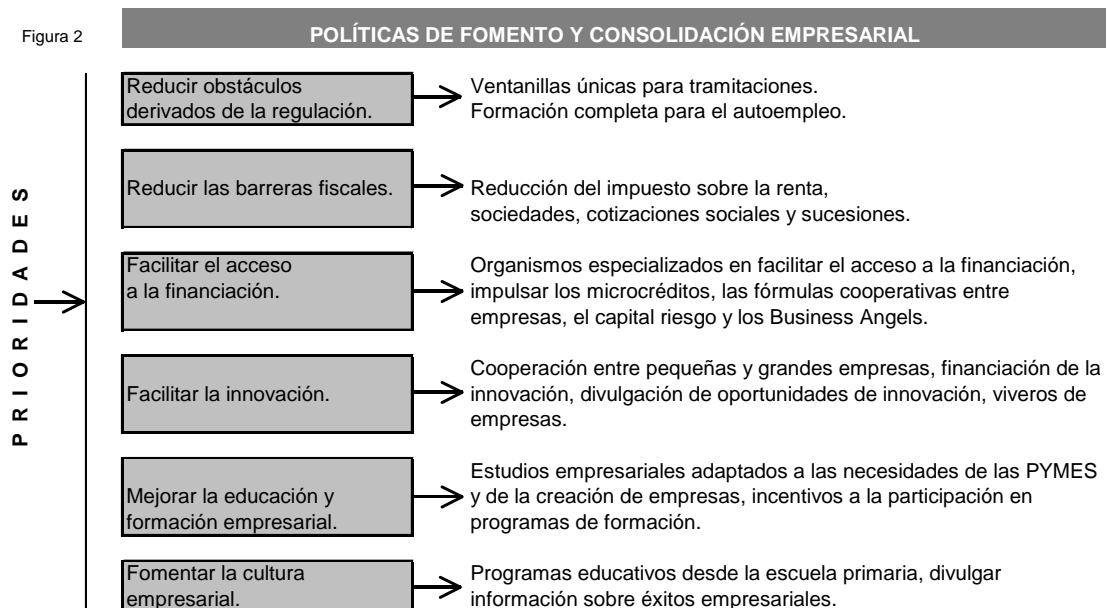 Figura 2
POLÍTICAS DE FOMENTO Y CONSOLIDACIÓN EMPRESARIAL
PRIORIDADES
Reducir obstáculos
derivados de la regulación.
Ventanillas únicas para tramitaciones.
Formación completa para el autoempleo.
Reducir las barreras fiscales.
Reducción del impuesto sobre la renta,
sociedades, cotizaciones sociales y sucesiones.
Facilitar el acceso
a la financiación.
Organismos especializados en facilitar el acceso a la financiación,
impulsar los microcréditos, las fórmulas cooperativas entre
empresas, el capital riesgo y los Business Angels.
Facilitar la innovación.
Cooperación entre pequeñas y grandes empresas, financiación de la
innovación, divulgación de oportunidades de innovación, viveros de
empresas.
Mejorar la educación y
formación empresarial.
Estudios empresariales adaptados a las necesidades de las PYMES
y de la creación de empresas, incentivos a la participación en
programas de formación.
Fomentar la cultura
empresarial.
Programas educativos desde la escuela primaria, divulgar
información sobre éxitos empresariales.